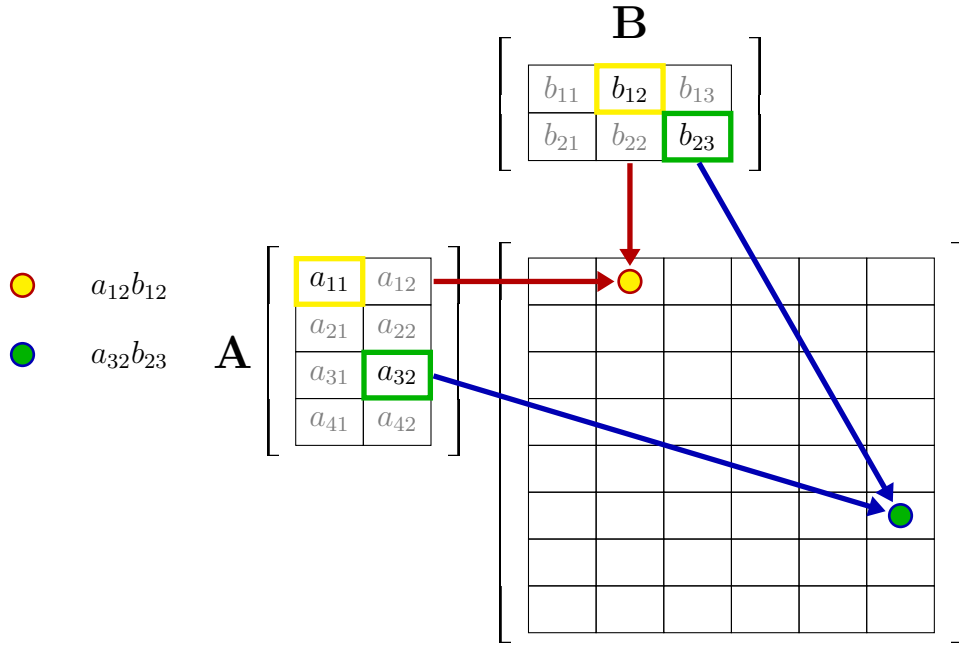 B
b₁₁ b₁₂ b₁₃
b₂₁ b₂₂ b₂₃
a₁₂b₁₂
a₃₂b₂₃
A
a₁₁ a₁₂
a₂₁ a₂₂
a₃₁ a₃₂
a₄₁ a₄₂